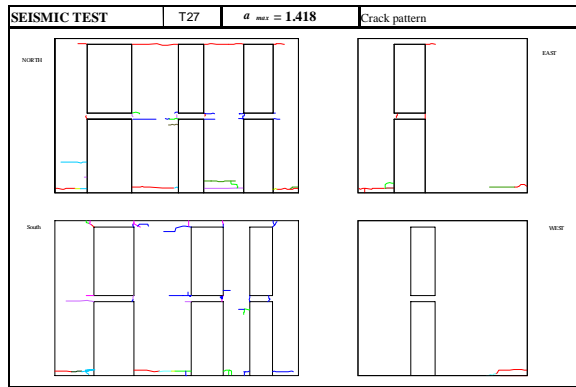 SEISMIC TEST T27 a max = 1.418 Crack pattern
NORTH EAST
South WEST